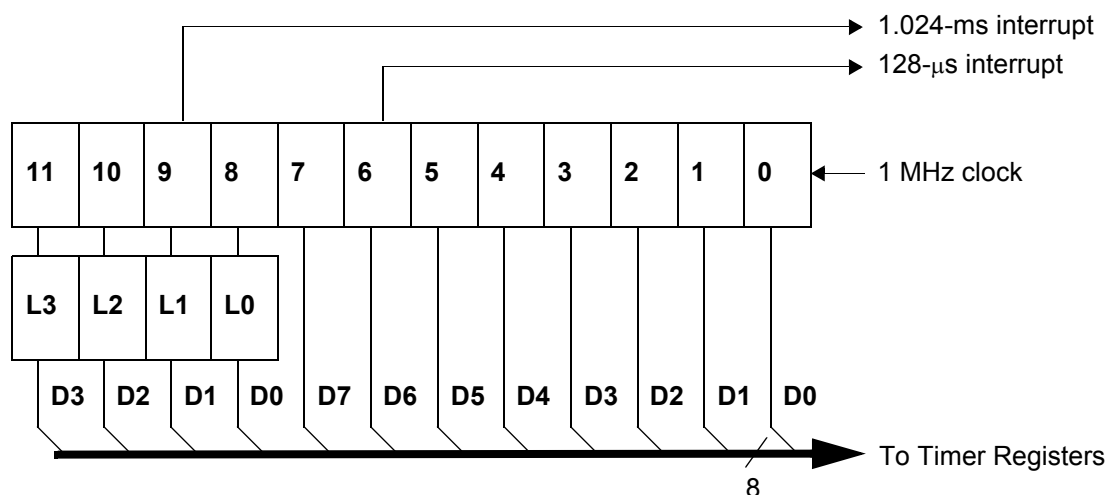 1.024-ms interrupt
128-μs interrupt
11 10 9 8 7 6 5 4 3 2 1 0
1 MHz clock
L3 L2 L1 L0
D3 D2 D1 D0 D7 D6 D5 D4 D3 D2 D1 D0
To Timer Registers
8